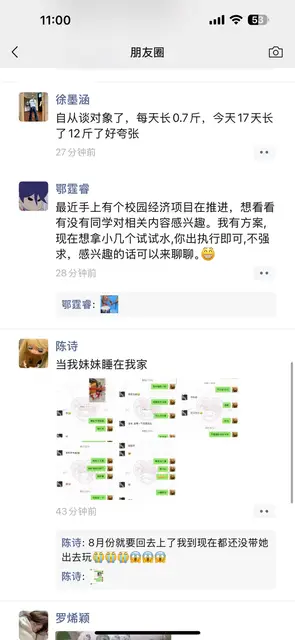 11:00
53
朋友圈
徐墨涵
自从谈对象了，每天长0.7斤，今天17天长
了12斤了好夸张
27分钟前
鄂霆睿
最近手上有个校园经济项目在推进，想看看
有没有同学对相关内容感兴趣。我有方案,
现在想拿小几个试试水,你出执行即可,不强
求，感兴趣的话可以来聊聊。😄
28分钟前
鄂霆睿：
陈诗
当我妹妹睡在我家
43分钟前
陈诗: 8月份就要回去上了我到现在都还没带她
出去玩😭😭😭😱😱😱
陈诗:
罗烯颖